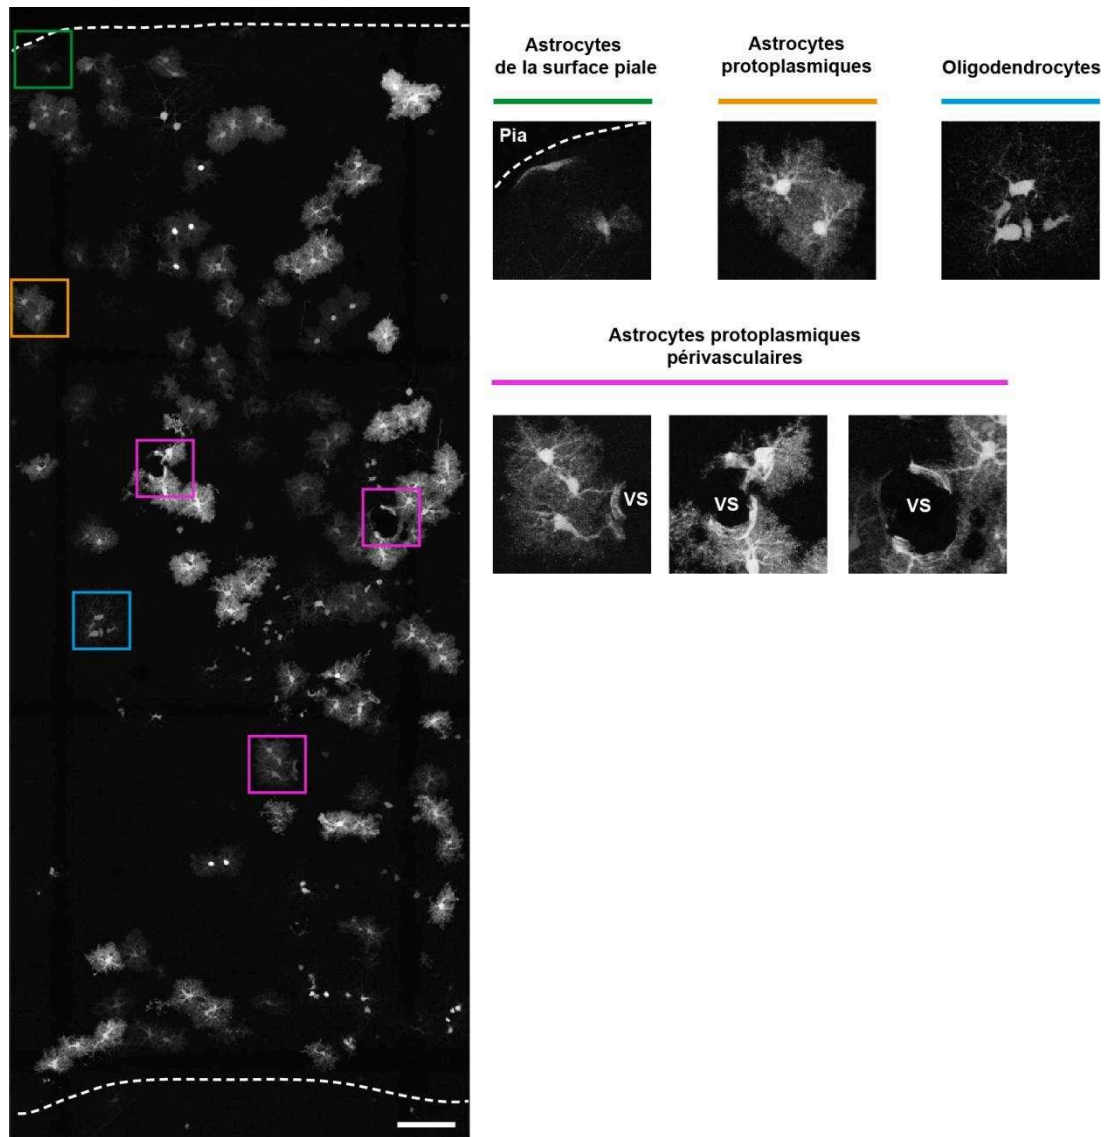 Astrocytes
de la surface piale
Astrocytes
protoplasmiques
Oligodendrocytes
Pia
Astrocytes protoplasmiques
périvasculaires
VS
VS
VS